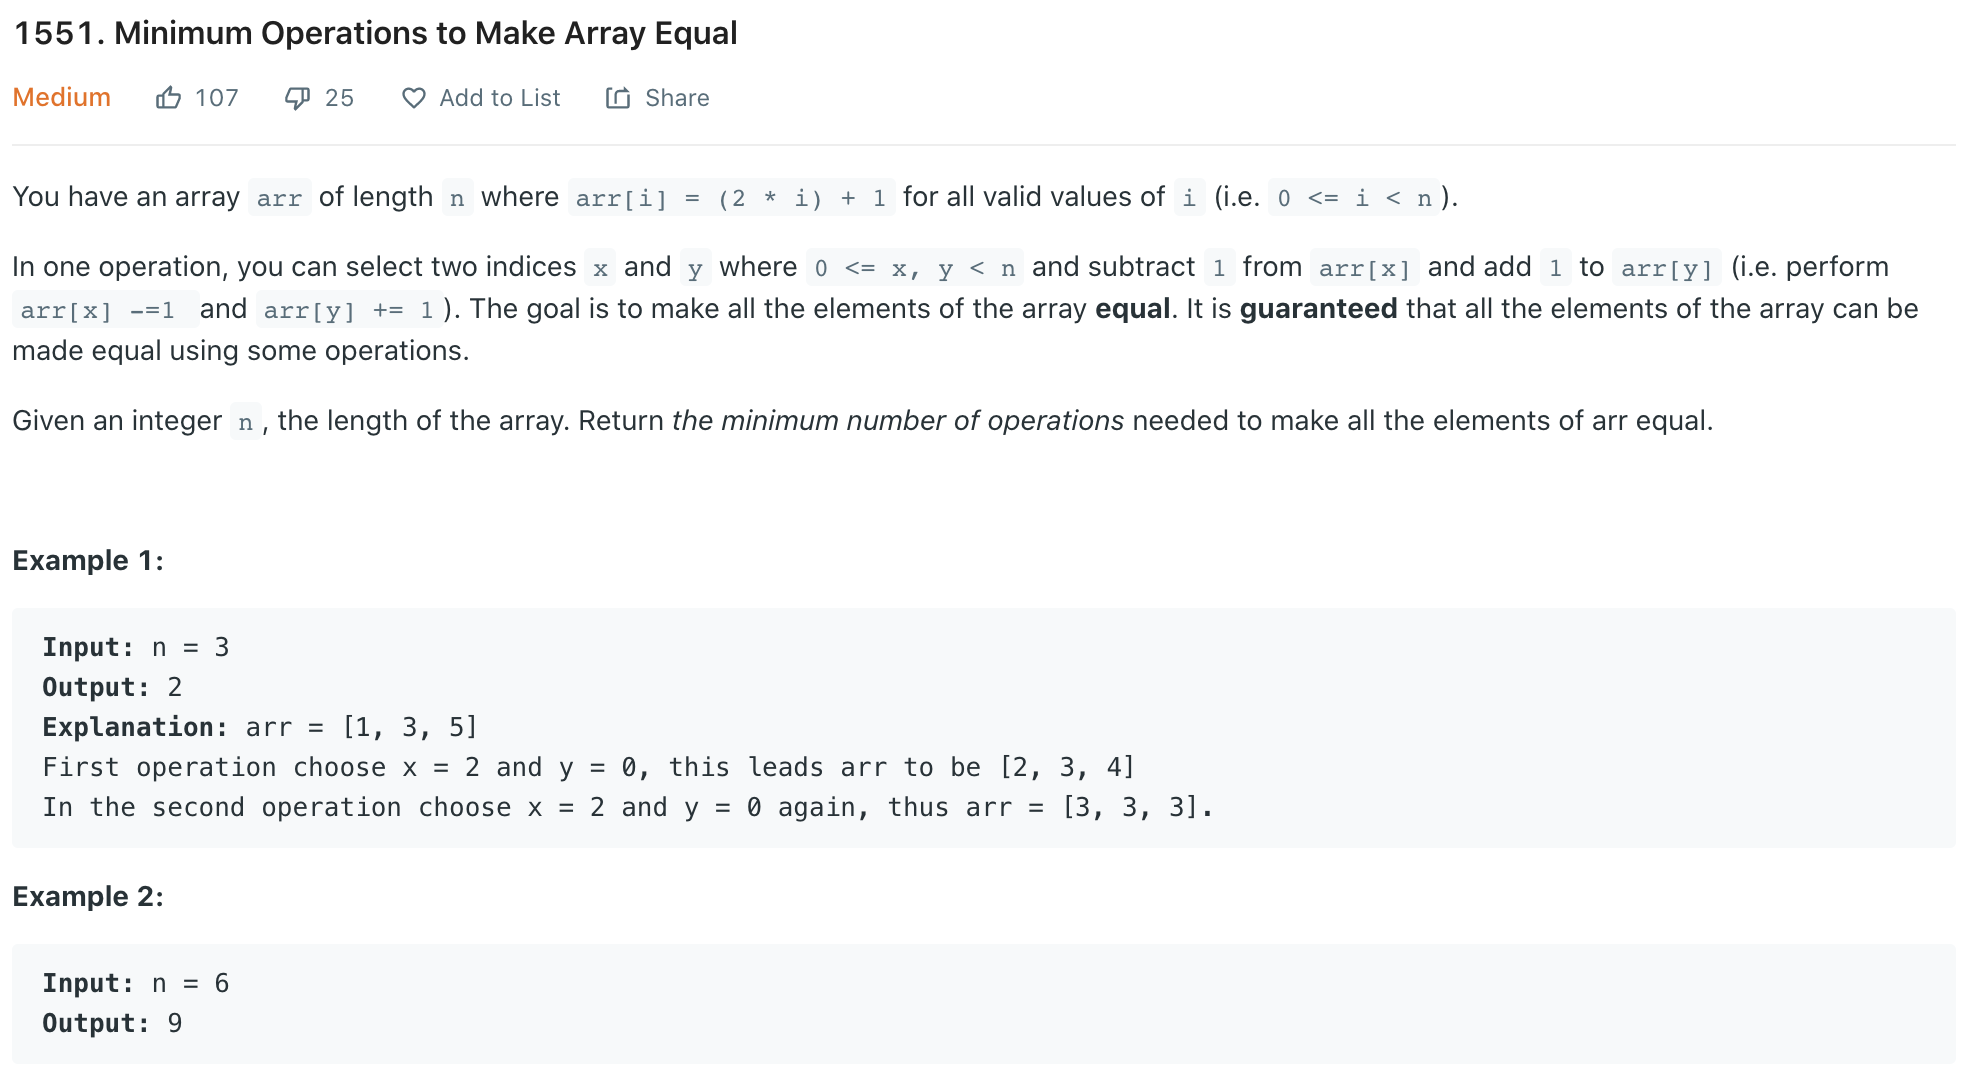 1551. Minimum Operations to Make Array Equal
Medium 107 25 Add to List Share
You have an array arr of length n where arr[i] = (2 * i) + 1 for all valid values of i (i.e. 0 <= i < n).
In one operation, you can select two indices x and y where 0 <= x, y < n and subtract 1 from arr[x] and add 1 to arr[y] (i.e. perform
arr[x] -=1 and arr[y] += 1). The goal is to make all the elements of the array equal. It is guaranteed that all the elements of the array can be
made equal using some operations.
Given an integer n, the length of the array. Return the minimum number of operations needed to make all the elements of arr equal.
Example 1:
Input: n = 3
Output: 2
Explanation: arr = [1, 3, 5]
First operation choose x = 2 and y = 0, this leads arr to be [2, 3, 4]
In the second operation choose x = 2 and y = 0 again, thus arr = [3, 3, 3].
Example 2:
Input: n = 6
Output: 9